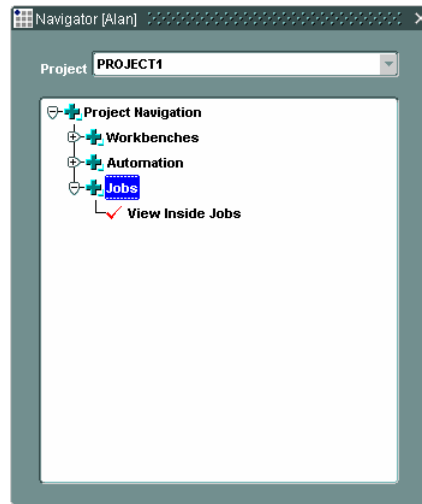 Navigator [Alan]
Project PROJECT1
Project Navigation
Workbenches
Automation
Jobs
View Inside Jobs